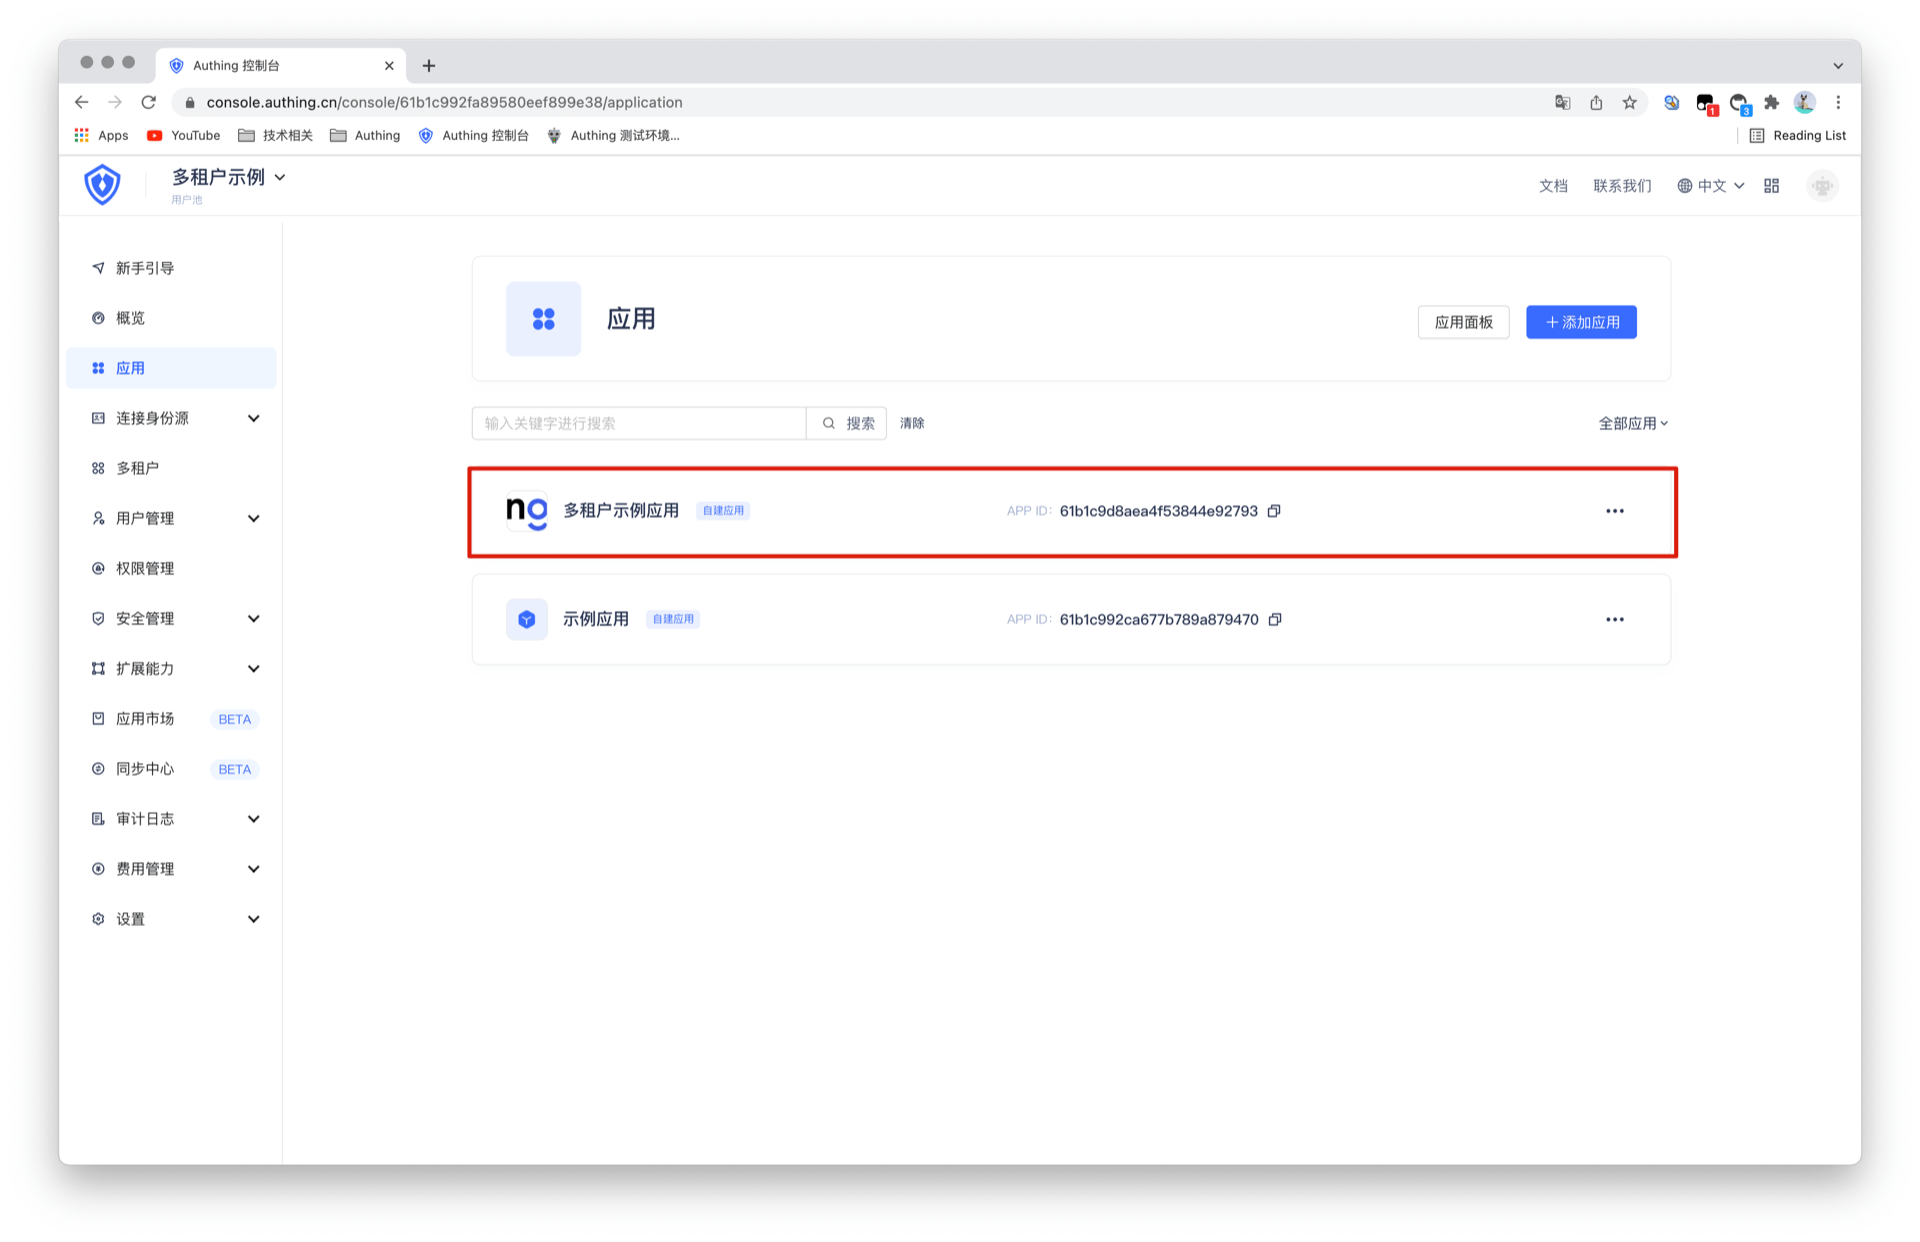 Authing 控制台
console.authing.cn/console/61b1c992fa89580eef899e38/application
1
3
Apps
YouTube
技术相关
Authing
Authing 控制台
Authing 测试环境...
Reading List
多租户示例
用户池
文档
联系我们
中文
新手引导
概览
应用
连接身份源
多租户
用户管理
权限管理
安全管理
扩展能力
应用市场 BETA
同步中心 BETA
审计日志
费用管理
设置
应用
应用面板
+ 添加应用
输入关键字进行搜索
搜索
清除
全部应用
ng
多租户示例应用 自建应用 APP ID: 61b1c9d8aea4f53844e92793
示例应用 自建应用 APP ID: 61b1c992ca677b789a879470